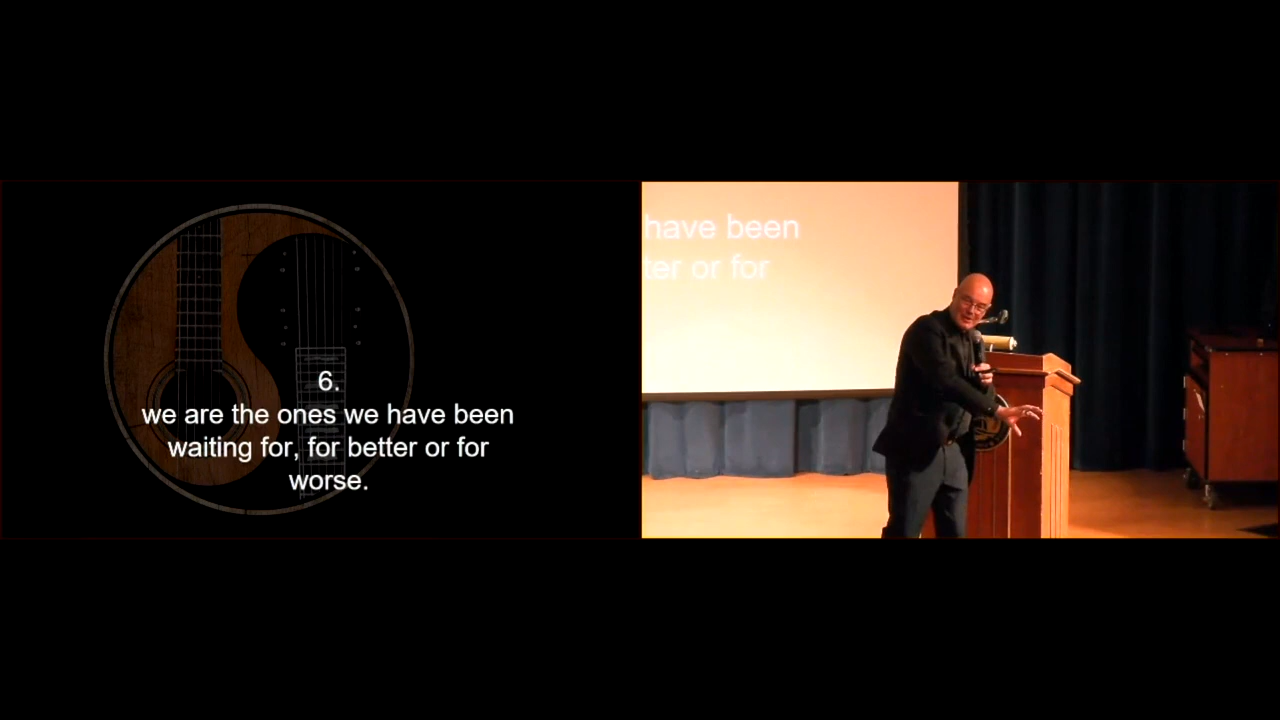 6.
we are the ones we have been
waiting for, for better or for
worse.
have been
ter or for